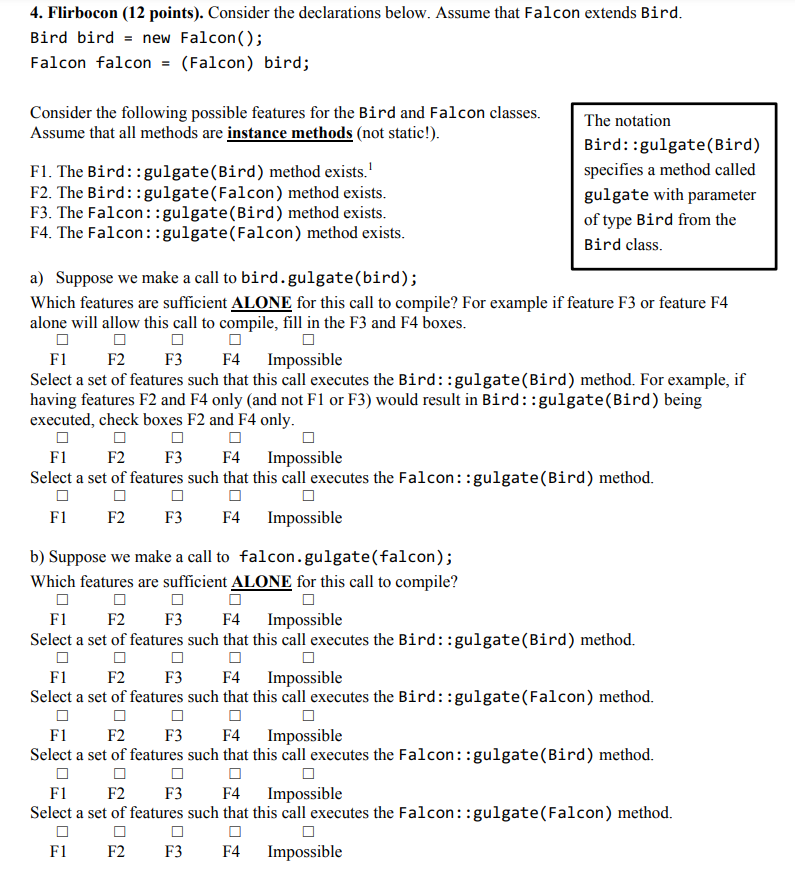 4. Flirbocon (12 points). Consider the declarations below. Assume that Falcon extends Bird.
Bird bird = new Falcon();
Falcon falcon = (Falcon) bird;
Consider the following possible features for the Bird and Falcon classes.
Assume that all methods are instance methods (not static!).
F1. The Bird::gulgate(Bird) method exists.¹
F2. The Bird::gulgate(Falcon) method exists.
F3. The Falcon::gulgate(Bird) method exists.
F4. The Falcon::gulgate(Falcon) method exists.
The notation
Bird::gulgate(Bird)
specifies a method called
gulgate with parameter
of type Bird from the
Bird class.
a) Suppose we make a call to bird.gulgate(bird);
Which features are sufficient ALONE for this call to compile? For example if feature F3 or feature F4
alone will allow this call to compile, fill in the F3 and F4 boxes.
☐ ☐ ☐ ☐ ☐
F1 F2 F3 F4 Impossible
Select a set of features such that this call executes the Bird::gulgate(Bird) method. For example, if
having features F2 and F4 only (and not F1 or F3) would result in Bird::gulgate(Bird) being
executed, check boxes F2 and F4 only.
☐ ☐ ☐ ☐ ☐
F1 F2 F3 F4 Impossible
Select a set of features such that this call executes the Falcon::gulgate(Bird) method.
☐ ☐ ☐ ☐ ☐
F1 F2 F3 F4 Impossible
b) Suppose we make a call to falcon.gulgate(falcon);
Which features are sufficient ALONE for this call to compile?
☐ ☐ ☐ ☐ ☐
F1 F2 F3 F4 Impossible
Select a set of features such that this call executes the Bird::gulgate(Bird) method.
☐ ☐ ☐ ☐ ☐
F1 F2 F3 F4 Impossible
Select a set of features such that this call executes the Bird::gulgate(Falcon) method.
☐ ☐ ☐ ☐ ☐
F1 F2 F3 F4 Impossible
Select a set of features such that this call executes the Falcon::gulgate(Bird) method.
☐ ☐ ☐ ☐ ☐
F1 F2 F3 F4 Impossible
Select a set of features such that this call executes the Falcon::gulgate(Falcon) method.
☐ ☐ ☐ ☐ ☐
F1 F2 F3 F4 Impossible